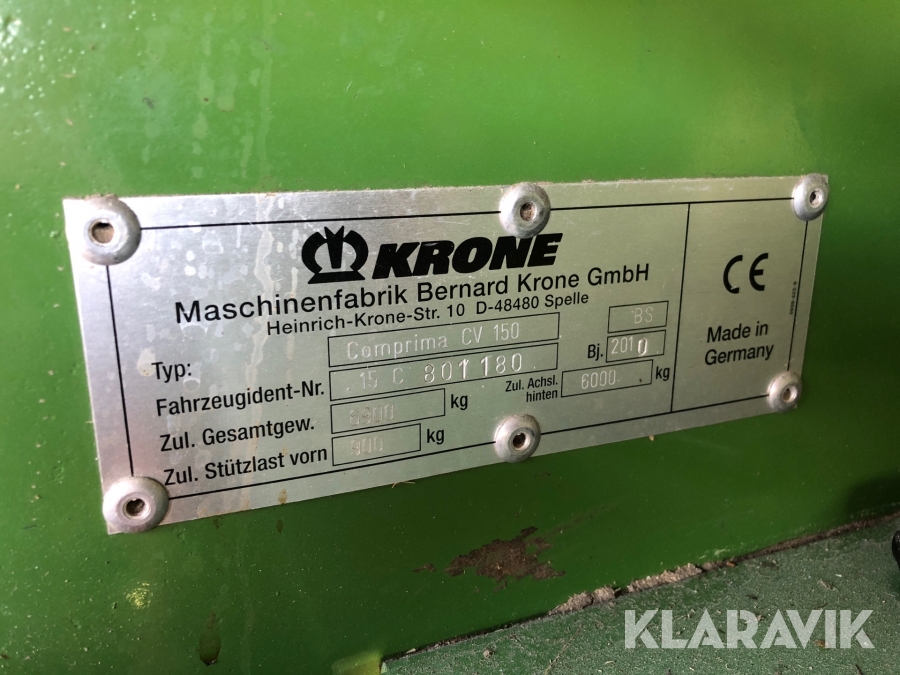 KRONE
Maschinenfabrik Bernard Krone GmbH
Heinrich-Krone-Str. 10 D-48480 Spelle
Typ: Comprima CV 150 BS
Fahrzeugident-Nr. 15 C 801180 Bj. 2010
Zul. Gesamtgew. kg Zul. Achsl. hinten 6000 kg
Zul. Stützlast vorn 900 kg
CE
Made in
Germany
KLARAVIK